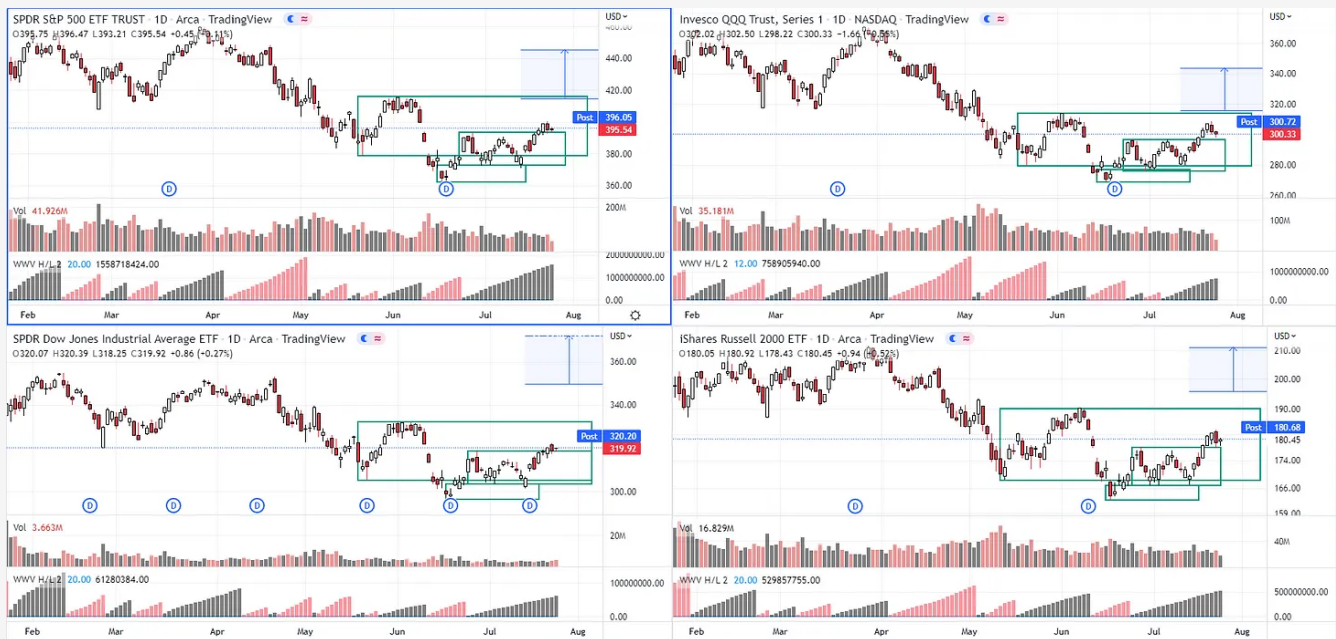 SPDR S&P 500 ETF TRUST · 1D · Arca · TradingView
USD
O395.75 H396.47 L393.21 C395.54 +0.45 (+0.11%)
460.00
440.00
420.00
Post 396.05
395.54
380.00
360.00
D D
Vol 41.926M
200M
WWV H/L 2 20.00 1558718424.00
2000000000.00
1000000000.00
0.00
Feb Mar Apr May Jun Jul Aug
Invesco QQQ Trust, Series 1 · 1D · NASDAQ · TradingView
USD
O302.02 H302.50 L298.22 C300.33 −1.66 (−0.55%)
360.00
340.00
320.00
Post 300.72
300.33
280.00
260.00
D D
Vol 35.181M
100M
WWV H/L 2 12.00 758905940.00
1000000000.00
0.00
Feb Mar Apr May Jun Jul Aug
SPDR Dow Jones Industrial Average ETF · 1D · Arca · TradingView
USD
O320.07 H320.39 L318.25 C319.92 +0.86 (+0.27%)
360.00
340.00
Post 320.20
319.92
300.00
D D D D D D
Vol 3.663M
20M
WWV H/L 2 20.00 61280384.00
100000000.00
0.00
Feb Mar Apr May Jun Jul Aug
iShares Russell 2000 ETF · 1D · Arca · TradingView
USD
O180.05 H180.92 L178.43 C180.45 +0.94 (+0.52%)
210.00
200.00
190.00
Post 180.68
180.45
174.00
166.00
159.00
D D
Vol 16.829M
40M
WWV H/L 2 20.00 529857755.00
500000000.00
0.00
Feb Mar Apr May Jun Jul Aug